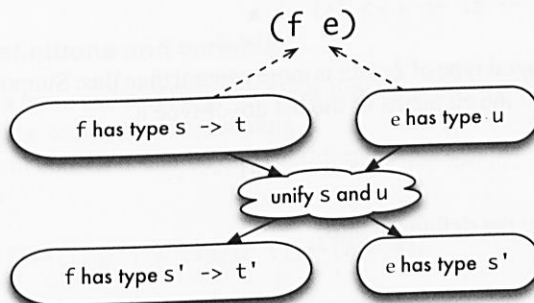 (f e)
f has type s -> t
e has type u
unify s and u
f has type s' -> t'
e has type s'